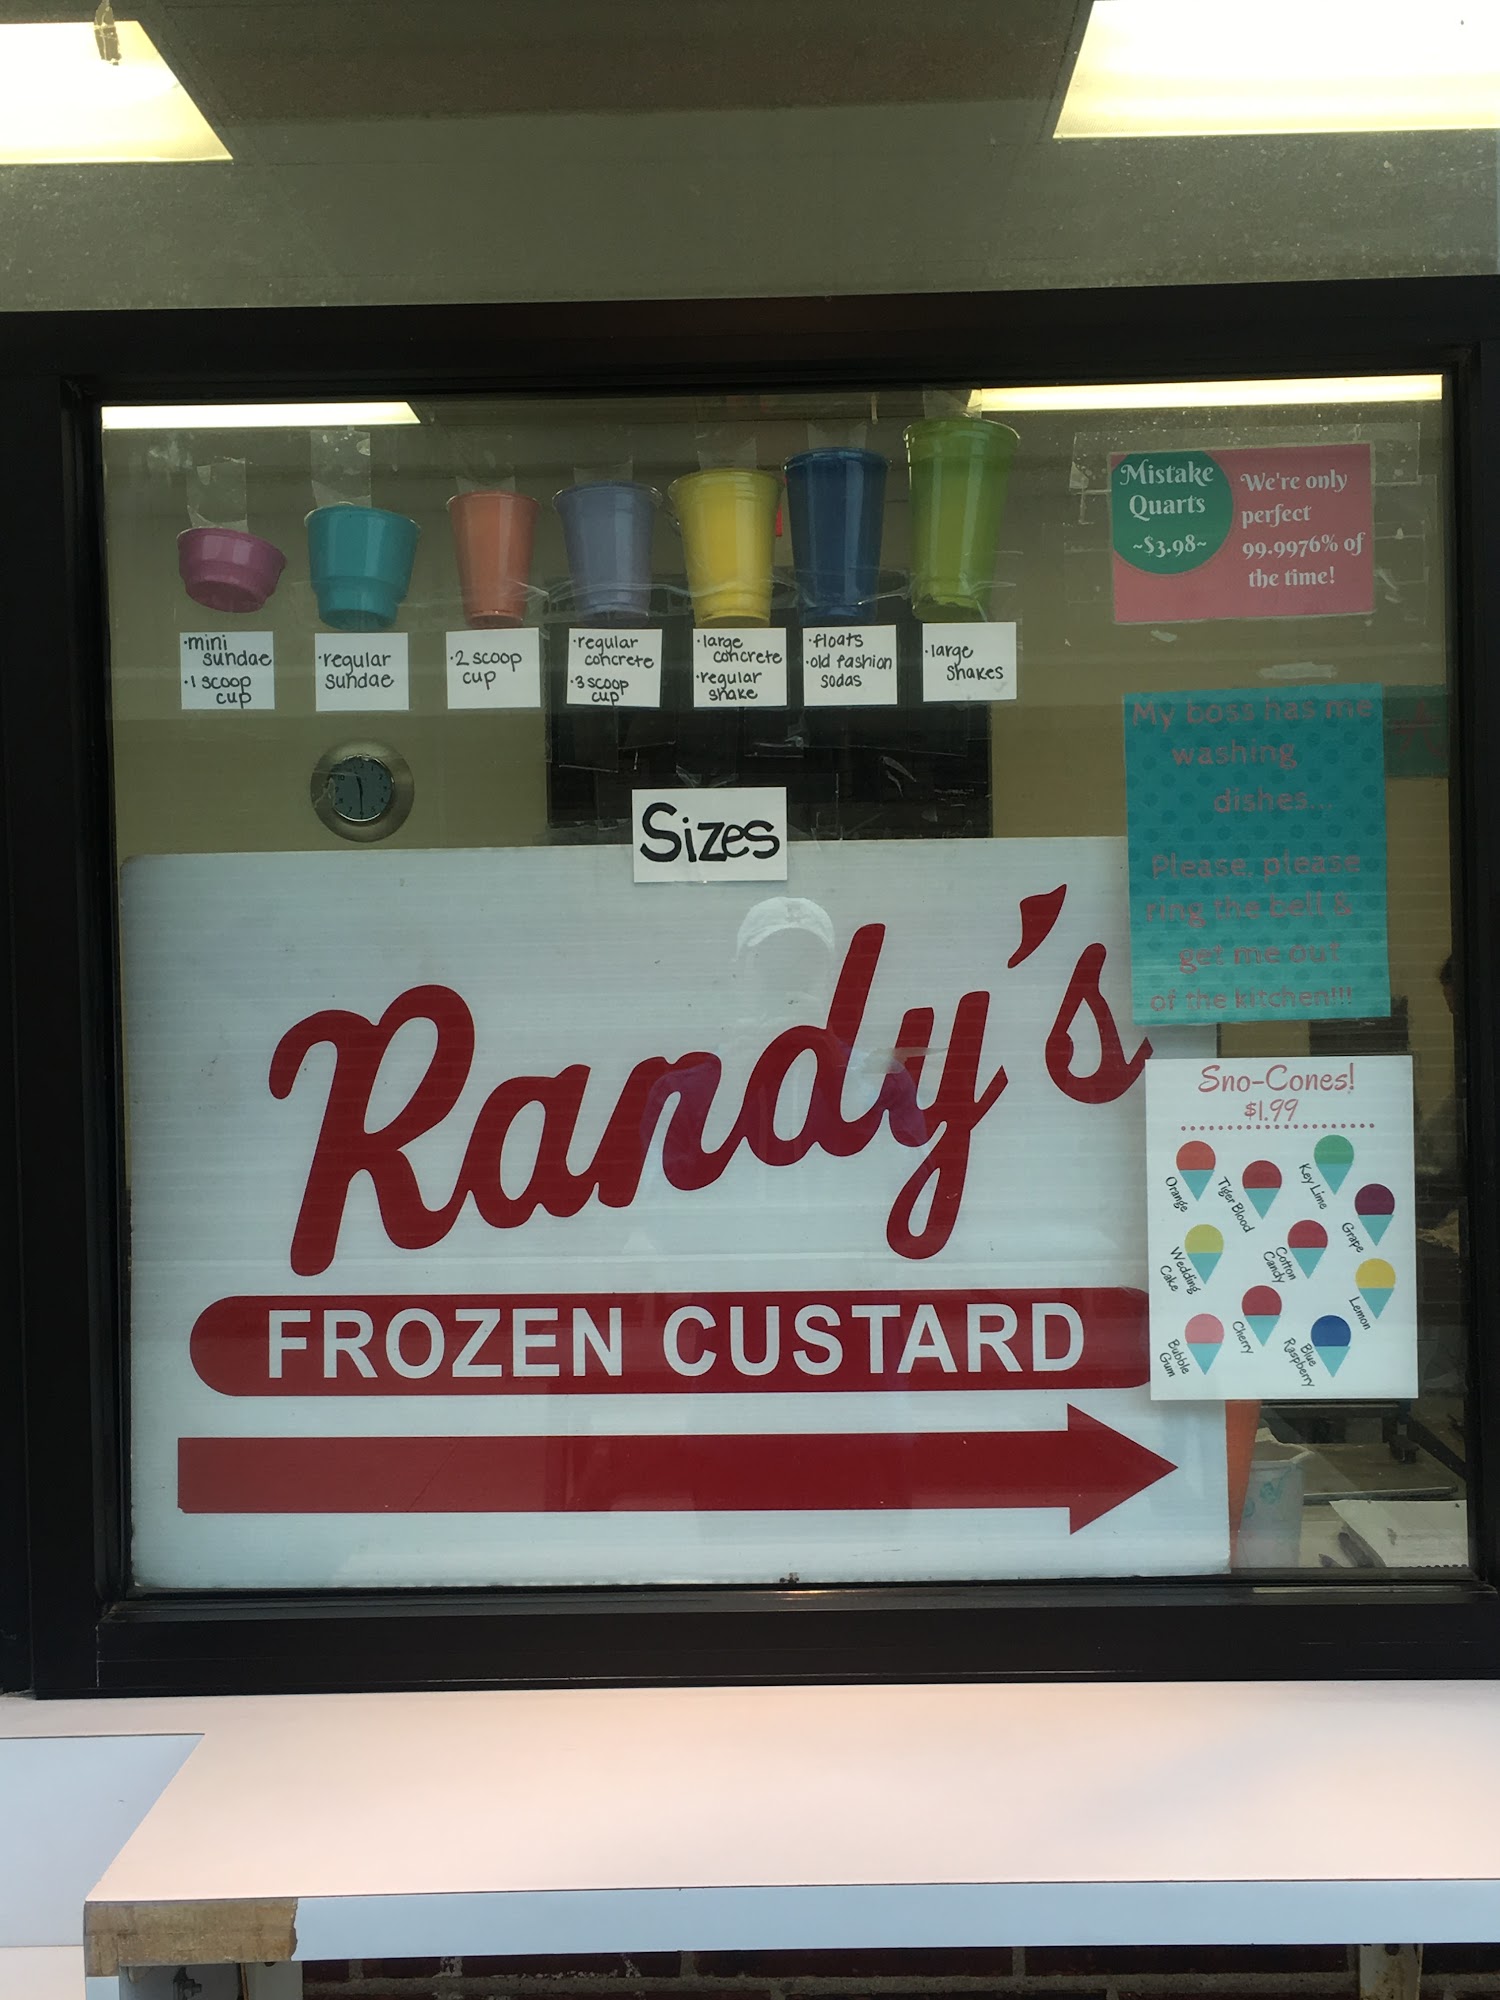 Mistake
Quarts
~$3.98~
We're only
perfect
99.9976% of
the time!
·mini
sundae
·1 scoop
cup
·regular
sundae
·2 scoop
cup
·regular
concrete
·3 scoop
cup
·large
concrete
·regular
shake
·floats
·old fashion
sodas
·large
shakes
My boss has me
washing
dishes...
Please, please
ring the bell &
get me out
of the kitchen!!!
Sizes
Randy's
FROZEN CUSTARD
Sno-Cones!
$1.99
Orange
Tiger Blood
Key Lime
Grape
Wedding
Cake
Cotton
Candy
Lemon
Bubble
Gum
Cherry
Blue
Raspberry